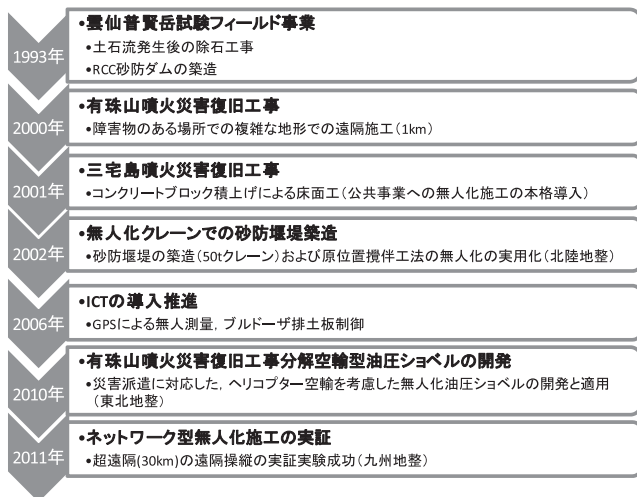 1993年
•雲仙普賢岳試験フィールド事業
•土石流発生後の除石工事
•RCC砂防ダムの築造
2000年
•有珠山噴火災害復旧工事
•障害物のある場所での複雑な地形での遠隔施工(1km)
2001年
•三宅島噴火災害復旧工事
•コンクリートブロック積上げによる床面工(公共事業への無人化施工の本格導入)
2002年
•無人化クレーンでの砂防堰堤築造
•砂防堰堤の築造(50tクレーン)および原位置攪伴工法の無人化の実用化(北陸地整)
2006年
•ICTの導入推進
•GPSによる無人測量,ブルドーザ排土板制御
2010年
•有珠山噴火災害復旧工事分解空輸型油圧ショベルの開発
•災害派遣に対応した,ヘリコプター空輸を考慮した無人化油圧ショベルの開発と適用
(東北地整)
2011年
•ネットワーク型無人化施工の実証
•超遠隔(30km)の遠隔操縦の実証実験成功(九州地整)